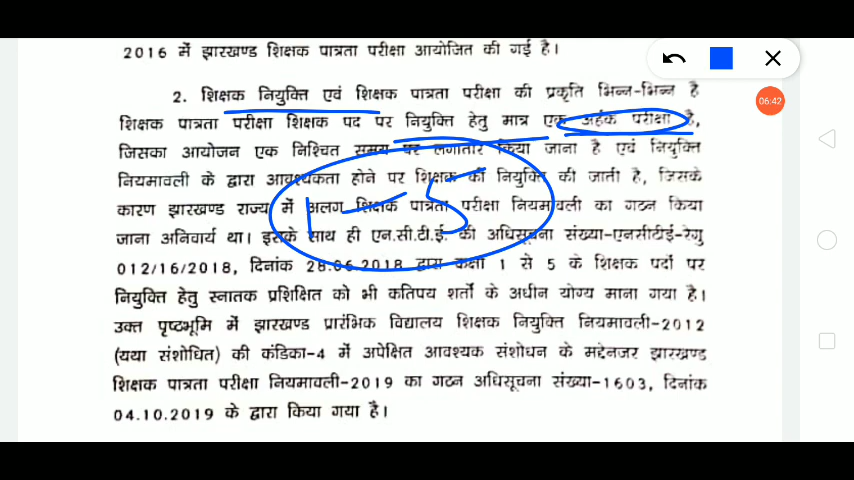 2016 में झारखण्ड शिक्षक पात्रता परीक्षा आयोजित की गई है।
06:42
2. शिक्षक नियुक्ति एवं शिक्षक पात्रता परीक्षा की प्रकृति भिन्न-भिन्न है
शिक्षक पात्रता परीक्षा शिक्षक पद पर नियुक्ति हेतु मात्र एक अर्हक परीक्षा है,
जिसका आयोजन एक निश्चित समय पर लगातार किया जाना है एवं नियुक्ति
नियमावली के द्वारा आवश्यकता होने पर शिक्षक की नियुक्ति की जाती है, जिसके
कारण झारखण्ड राज्य में अलग शिक्षक पात्रता परीक्षा नियमावली का गठन किया
1-5
जाना अनिवार्य था। इसके साथ ही एन.सी.टी.ई. की अधिसूचना संख्या-एनसीटीई-रेगु
012/16/2018, दिनांक 28.06.2018 द्वारा कक्षा 1 से 5 के शिक्षक पदों पर
नियुक्ति हेतु स्नातक प्रशिक्षित को भी कतिपय शर्तो के अधीन योग्य माना गया है।
उक्त पृष्ठभूमि में झारखण्ड प्रारंभिक विद्यालय शिक्षक नियुक्ति नियमावली-2012
(यथा संशोधित) की कंडिका-4 में अपेक्षित आवश्यक संशोधन के मद्देनजर झारखण्ड
शिक्षक पात्रता परीक्षा नियमावली-2019 का गठन अधिसूचना संख्या-1603, दिनांक
04.10.2019 के द्वारा किया गया है।